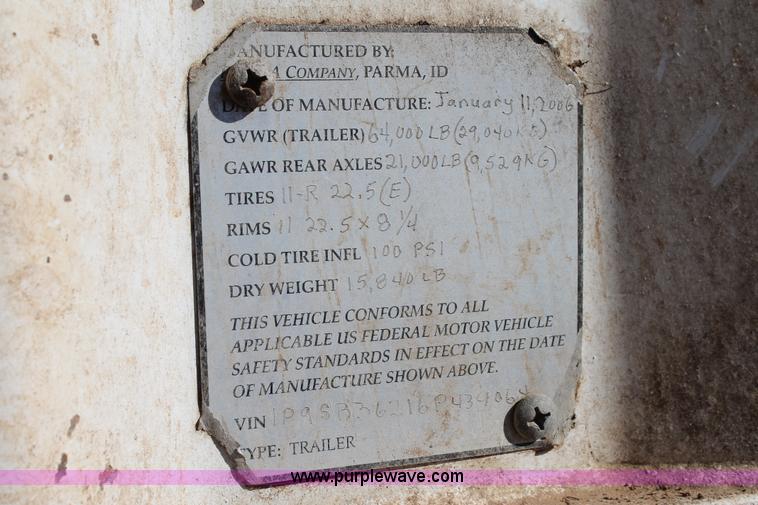 MANUFACTURED BY:
COMPANY, PARMA, ID
DATE OF MANUFACTURE: January 11, 2006
GVWR (TRAILER) 64,000 LB (29,040 KG)
GAWR REAR AXLES 21,000 LB (9,529 KG)
TIRES 11-R 22.5 (E)
RIMS 11 22.5 x 8 1/4
COLD TIRE INFL 100 PSI
DRY WEIGHT 15,840 LB
THIS VEHICLE CONFORMS TO ALL
APPLICABLE US FEDERAL MOTOR VEHICLE
SAFETY STANDARDS IN EFFECT ON THE DATE
OF MANUFACTURE SHOWN ABOVE.
VIN
TYPE: TRAILER
www.purplewave.com